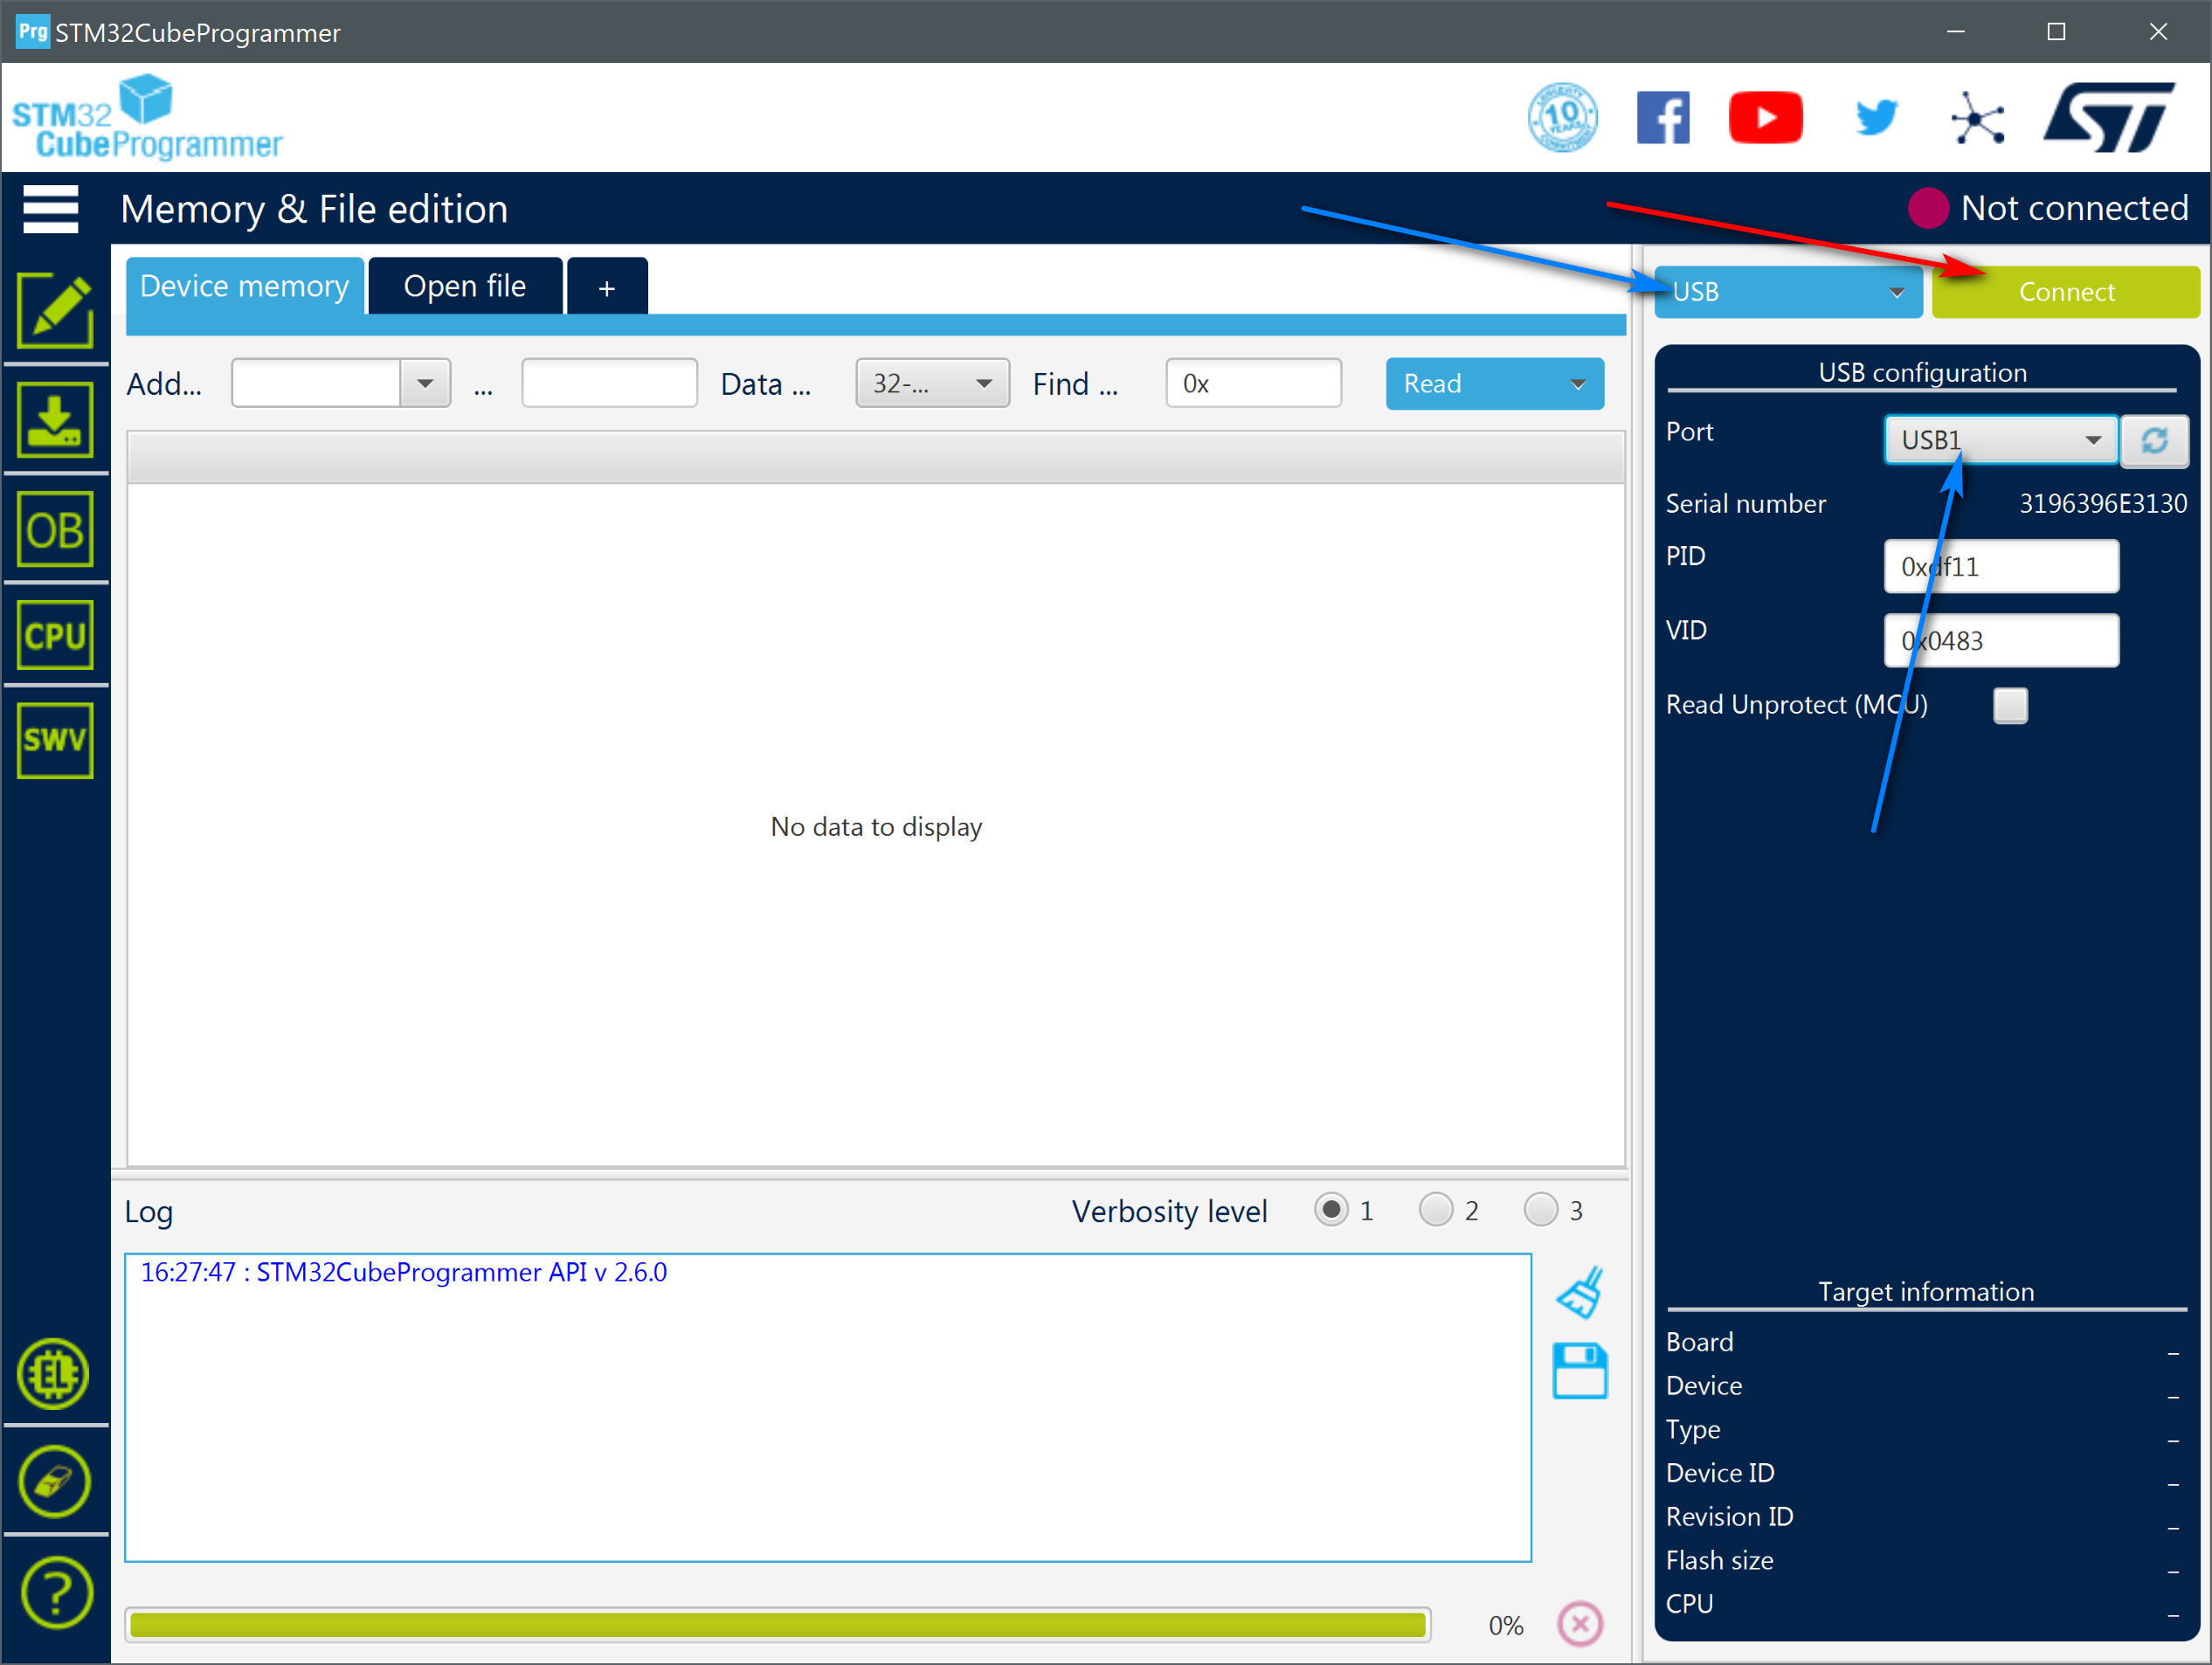 Prg STM32CubeProgrammer
STM32
CubeProgrammer
10
YEARS
Memory & File edition
Not connected
Device memory
Open file
+
USB
Connect
Add...
...
Data ...
32-...
Find ...
0x
Read
USB configuration
Port
USB1
Serial number
3196396E3130
PID
0xdf11
VID
0x0483
Read Unprotect (MCU)
OB
CPU
SWV
No data to display
Log
Verbosity level
1
2
3
16:27:47 : STM32CubeProgrammer API v 2.6.0
Target information
Board
-
Device
-
Type
-
Device ID
-
Revision ID
-
Flash size
-
CPU
-
EL
?
0%